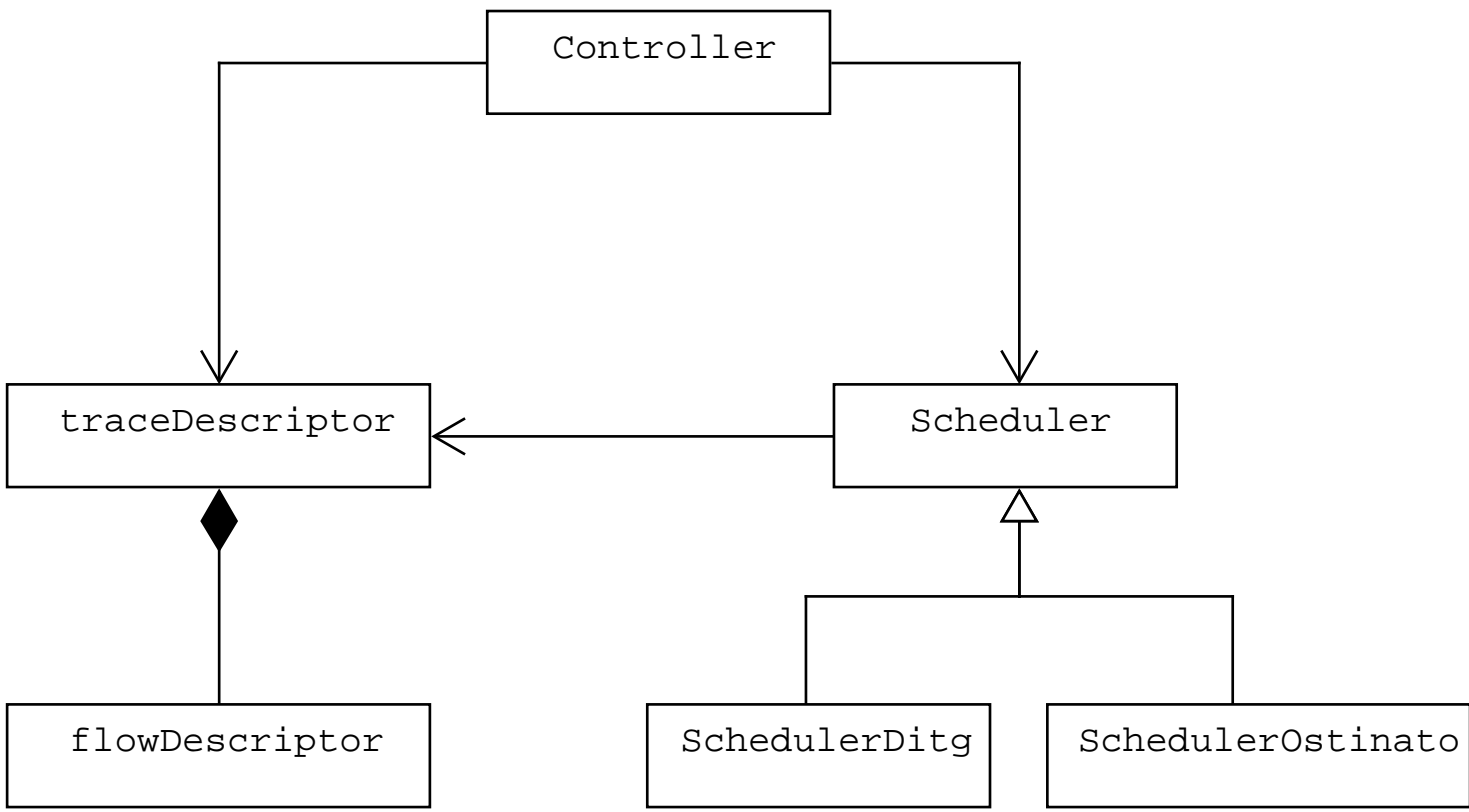 Controller
traceDescriptor
Scheduler
flowDescriptor
SchedulerDitg
SchedulerOstinato